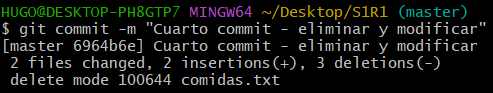 HUGO@DESKTOP-PH8GTP7 MINGW64 ~/Desktop/S1R1 (master)
$ git commit -m "Cuarto commit - eliminar y modificar"
[master 6964b6e] Cuarto commit - eliminar y modificar
 2 files changed, 2 insertions(+), 3 deletions(-)
 delete mode 100644 comidas.txt